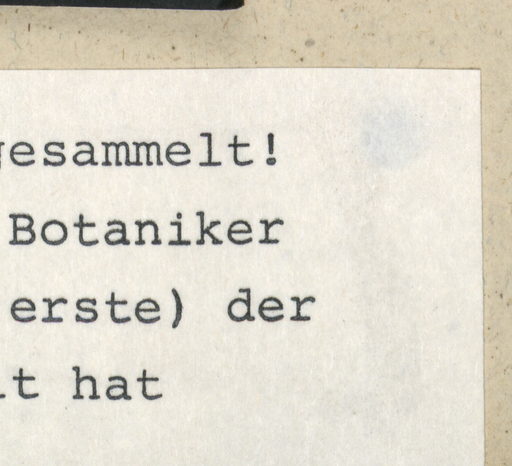 gesammelt!
Botaniker
erste) der
t hat